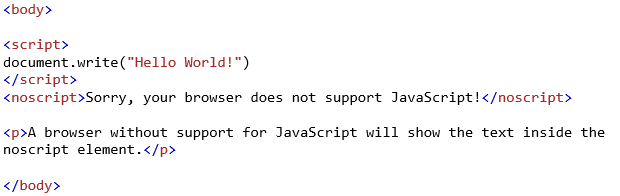 <body>
<script>
document.write("Hello World!")
</script>
<noscript>Sorry, your browser does not support JavaScript!</noscript>
<p>A browser without support for JavaScript will show the text inside the
noscript element.</p>
</body>